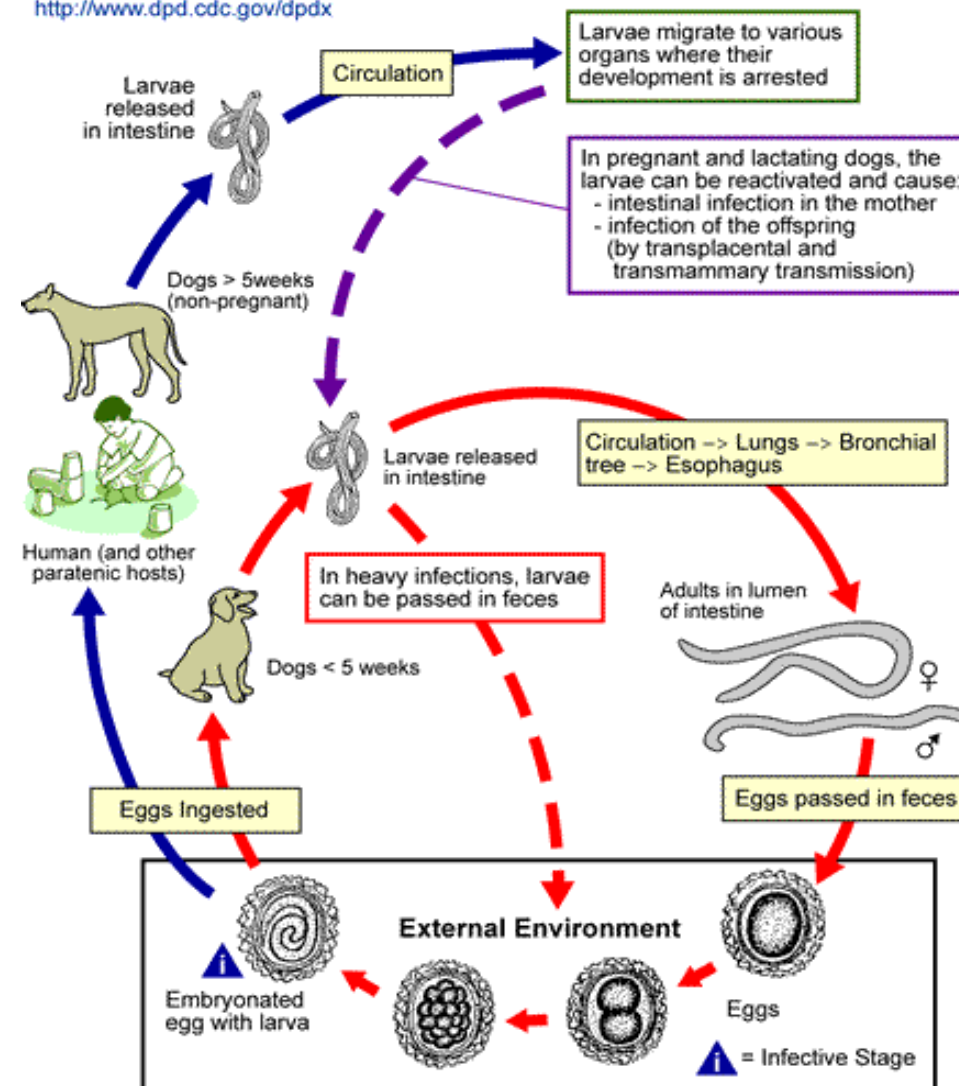 http://www.dpd.cdc.gov/dpdx
Larvae migrate to various
organs where their
development is arrested
Circulation
Larvae
released
in intestine
In pregnant and lactating dogs, the
larvae can be reactivated and cause:
- intestinal infection in the mother
- infection of the offspring
(by transplacental and
transmammary transmission)
Dogs > 5weeks
(non-pregnant)
Circulation –> Lungs –> Bronchial
tree –> Esophagus
Larvae released
in intestine
Human (and other
paratenic hosts)
In heavy infections, larvae
can be passed in feces
Adults in lumen
of intestine
♀
Dogs < 5 weeks
♂
Eggs Ingested
Eggs passed in feces
External Environment
i
Embryonated
egg with larva
Eggs
i = Infective Stage